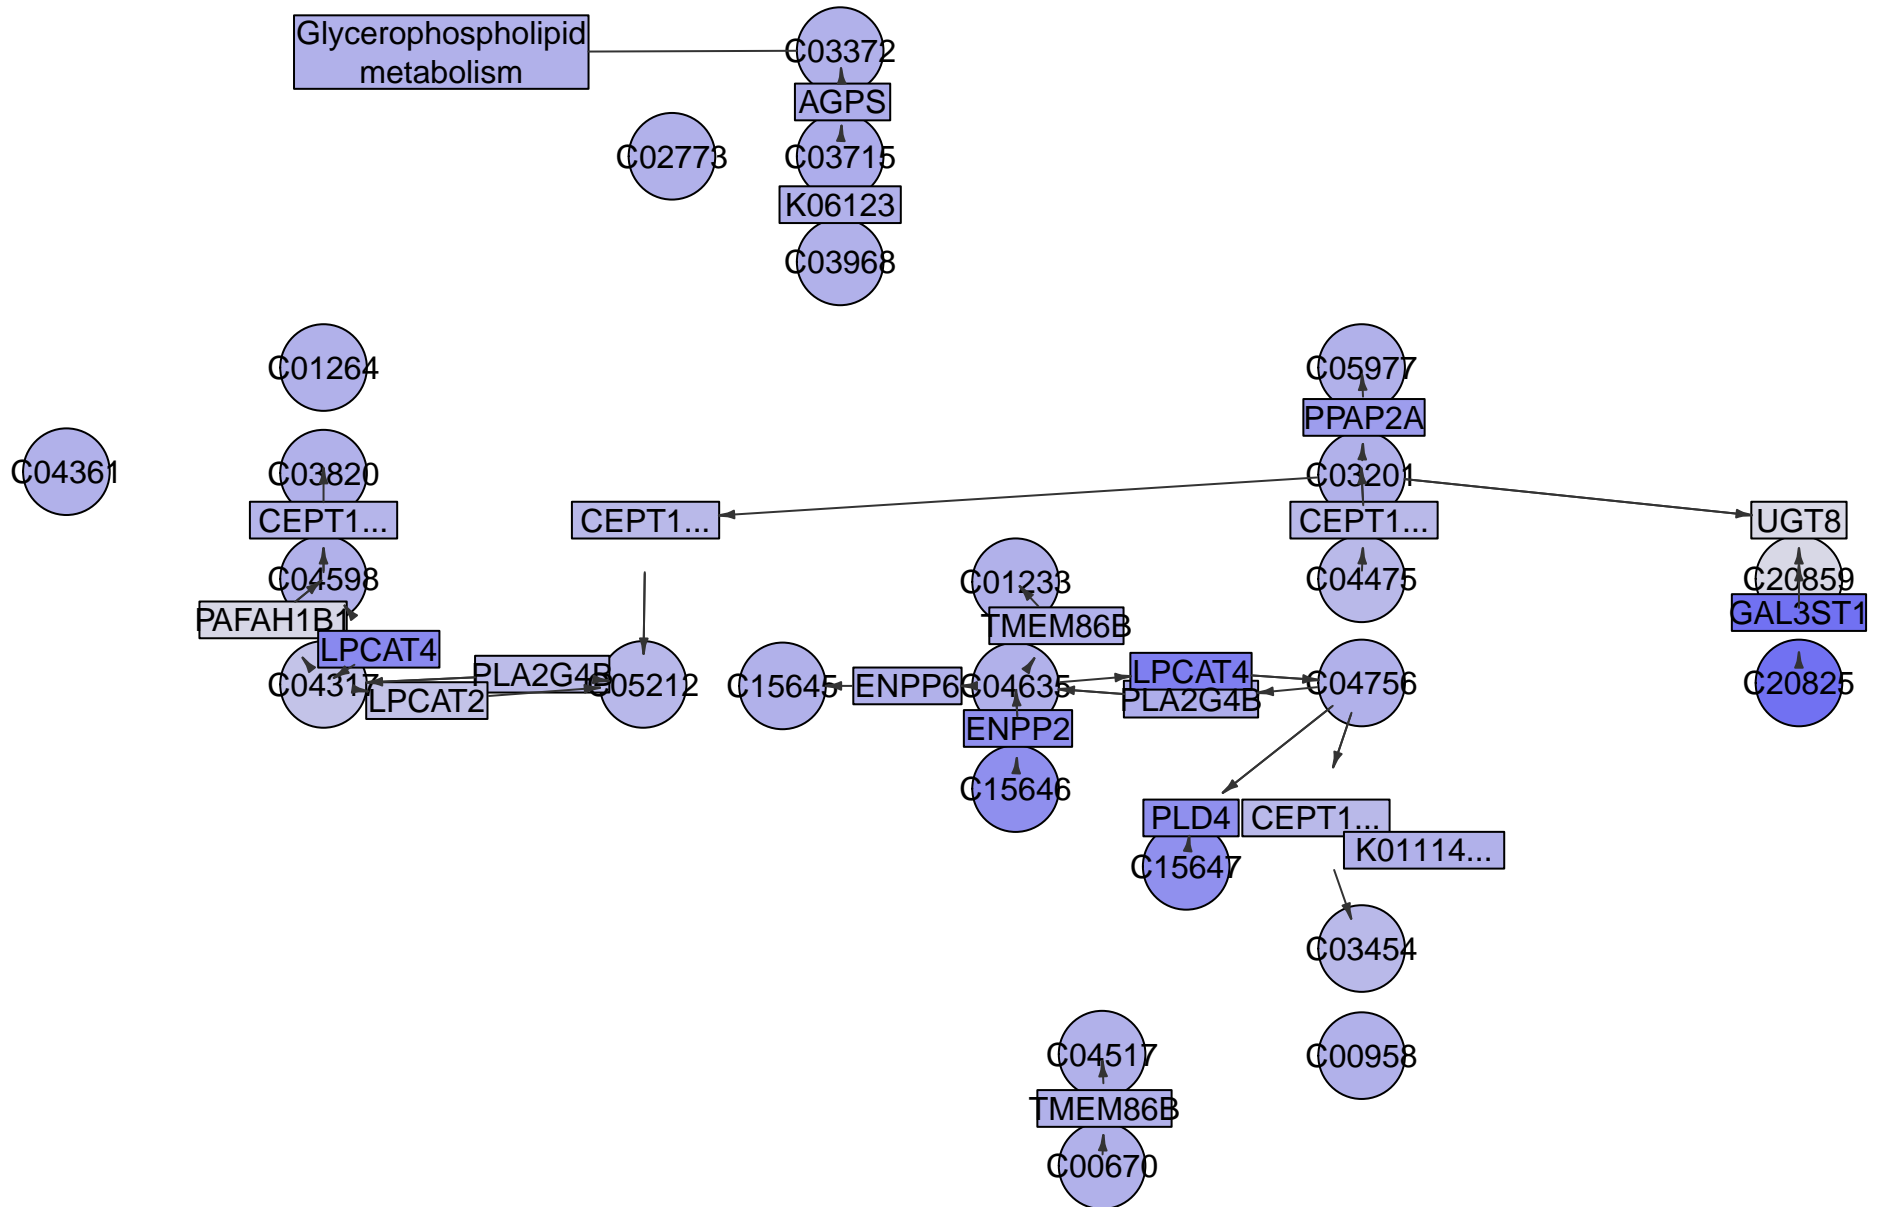 Glycerophospholipid
metabolism
C03372
AGPS
C02773
C03715
K06123
C03968
C01264
C05977
PPAP2A
C04361
C03820
C03201
CEPT1...
CEPT1...
CEPT1...
UGT8
C04598
C01233
C04475
C20859
PAFAH1B1
TMEM86B
GAL3ST1
LPCAT4
PLA2G4B
LPCAT4
C04317
LPCAT2
C05212
C15645
ENPP6
C04635
PLA2G4B
C04756
C20825
ENPP2
C15646
PLD4
CEPT1...
K01114...
C15647
C03454
C04517
C00958
TMEM86B
C00670